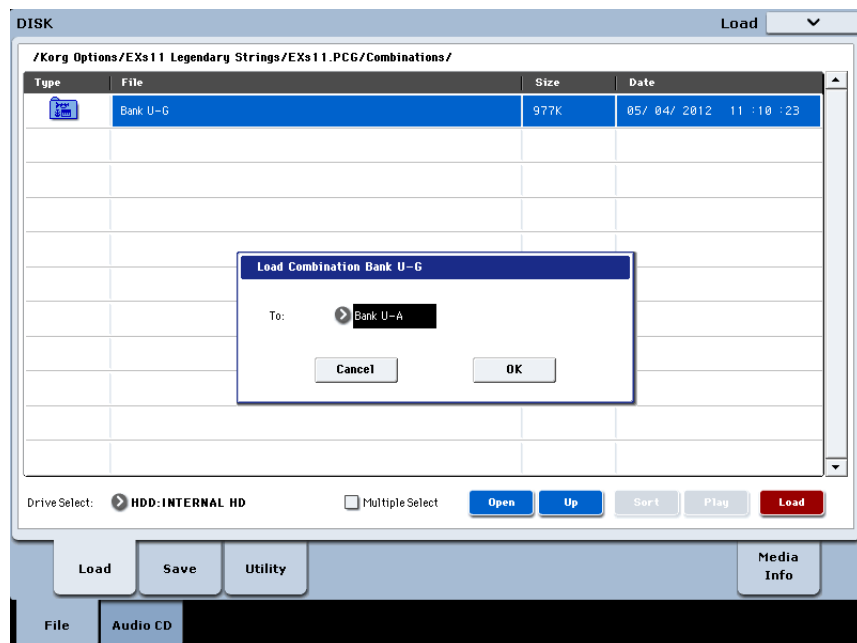 DISK Load
/Korg Options/EXs11 Legendary Strings/EXs11.PCG/Combinations/
Type File Size Date
Bank U-G 977K 05/ 04/ 2012 11 :10 :23
Load Combination Bank U-G
To: Bank U-A
Cancel OK
Drive Select: HDD:INTERNAL HD Multiple Select Open Up Sort Play Load
Load Save Utility Media Info
File Audio CD